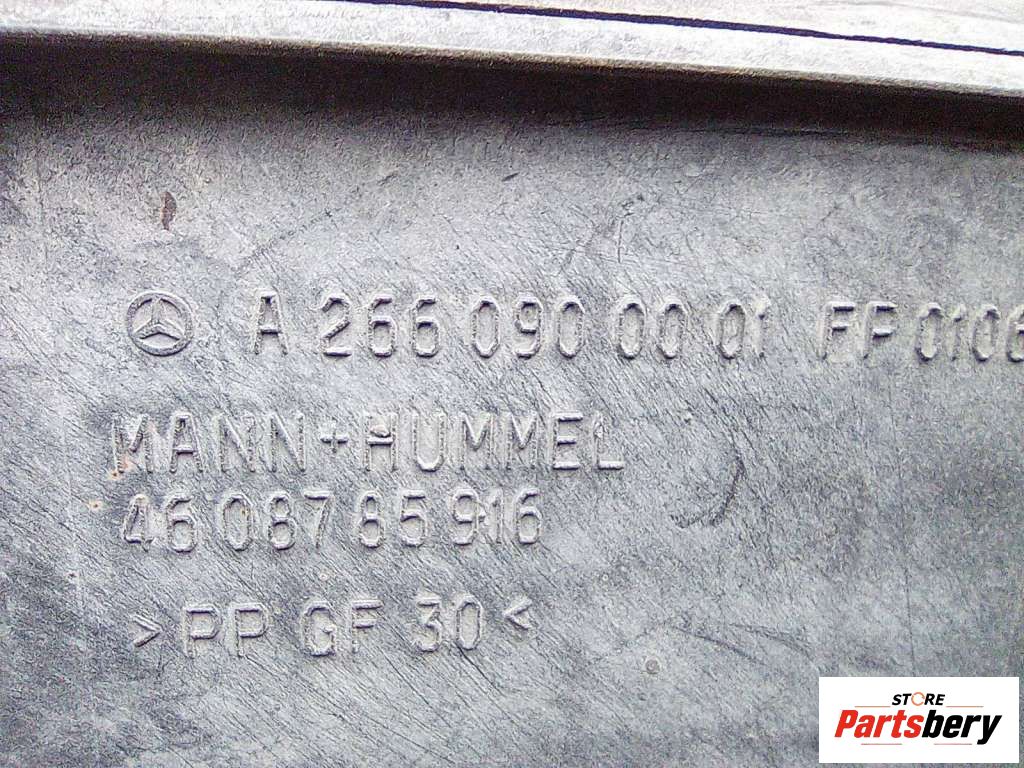 A 266 090 00 01 FF 0106
MANN+HUMMEL
46 087 85 916
>PP GF 30<
STORE
Partsbery